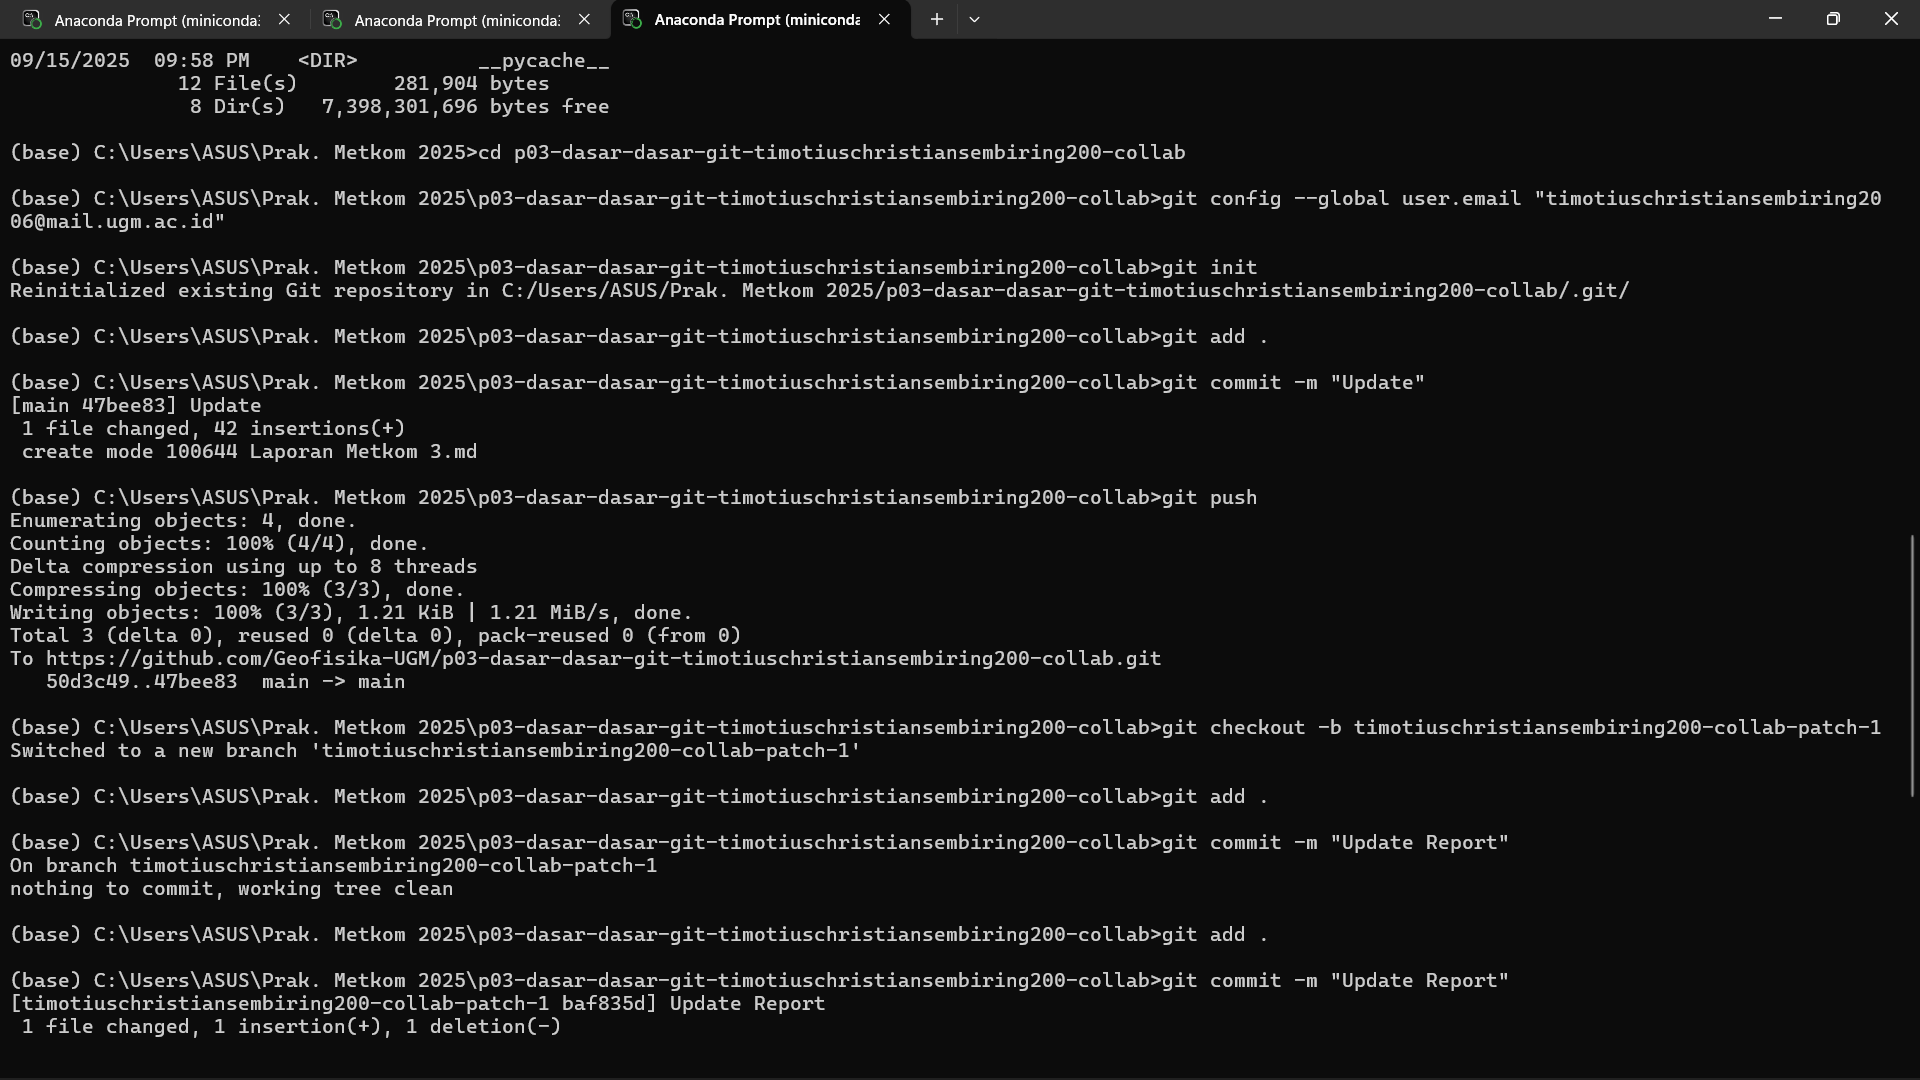 Anaconda Prompt (miniconda: Anaconda Prompt (miniconda: Anaconda Prompt (miniconda
09/15/2025  09:58 PM    <DIR>          __pycache__
              12 File(s)        281,904 bytes
               8 Dir(s)   7,398,301,696 bytes free
(base) C:\Users\ASUS\Prak. Metkom 2025>cd p03-dasar-dasar-git-timotiuschristiansembiring200-collab
(base) C:\Users\ASUS\Prak. Metkom 2025\p03-dasar-dasar-git-timotiuschristiansembiring200-collab>git config --global user.email "timotiuschristiansembiring20
06@mail.ugm.ac.id"
(base) C:\Users\ASUS\Prak. Metkom 2025\p03-dasar-dasar-git-timotiuschristiansembiring200-collab>git init
Reinitialized existing Git repository in C:/Users/ASUS/Prak. Metkom 2025/p03-dasar-dasar-git-timotiuschristiansembiring200-collab/.git/
(base) C:\Users\ASUS\Prak. Metkom 2025\p03-dasar-dasar-git-timotiuschristiansembiring200-collab>git add .
(base) C:\Users\ASUS\Prak. Metkom 2025\p03-dasar-dasar-git-timotiuschristiansembiring200-collab>git commit -m "Update"
[main 47bee83] Update
 1 file changed, 42 insertions(+)
 create mode 100644 Laporan Metkom 3.md
(base) C:\Users\ASUS\Prak. Metkom 2025\p03-dasar-dasar-git-timotiuschristiansembiring200-collab>git push
Enumerating objects: 4, done.
Counting objects: 100% (4/4), done.
Delta compression using up to 8 threads
Compressing objects: 100% (3/3), done.
Writing objects: 100% (3/3), 1.21 KiB | 1.21 MiB/s, done.
Total 3 (delta 0), reused 0 (delta 0), pack-reused 0 (from 0)
To https://github.com/Geofisika-UGM/p03-dasar-dasar-git-timotiuschristiansembiring200-collab.git
   50d3c49..47bee83  main -> main
(base) C:\Users\ASUS\Prak. Metkom 2025\p03-dasar-dasar-git-timotiuschristiansembiring200-collab>git checkout -b timotiuschristiansembiring200-collab-patch-1
Switched to a new branch 'timotiuschristiansembiring200-collab-patch-1'
(base) C:\Users\ASUS\Prak. Metkom 2025\p03-dasar-dasar-git-timotiuschristiansembiring200-collab>git add .
(base) C:\Users\ASUS\Prak. Metkom 2025\p03-dasar-dasar-git-timotiuschristiansembiring200-collab>git commit -m "Update Report"
On branch timotiuschristiansembiring200-collab-patch-1
nothing to commit, working tree clean
(base) C:\Users\ASUS\Prak. Metkom 2025\p03-dasar-dasar-git-timotiuschristiansembiring200-collab>git add .
(base) C:\Users\ASUS\Prak. Metkom 2025\p03-dasar-dasar-git-timotiuschristiansembiring200-collab>git commit -m "Update Report"
[timotiuschristiansembiring200-collab-patch-1 baf835d] Update Report
 1 file changed, 1 insertion(+), 1 deletion(-)